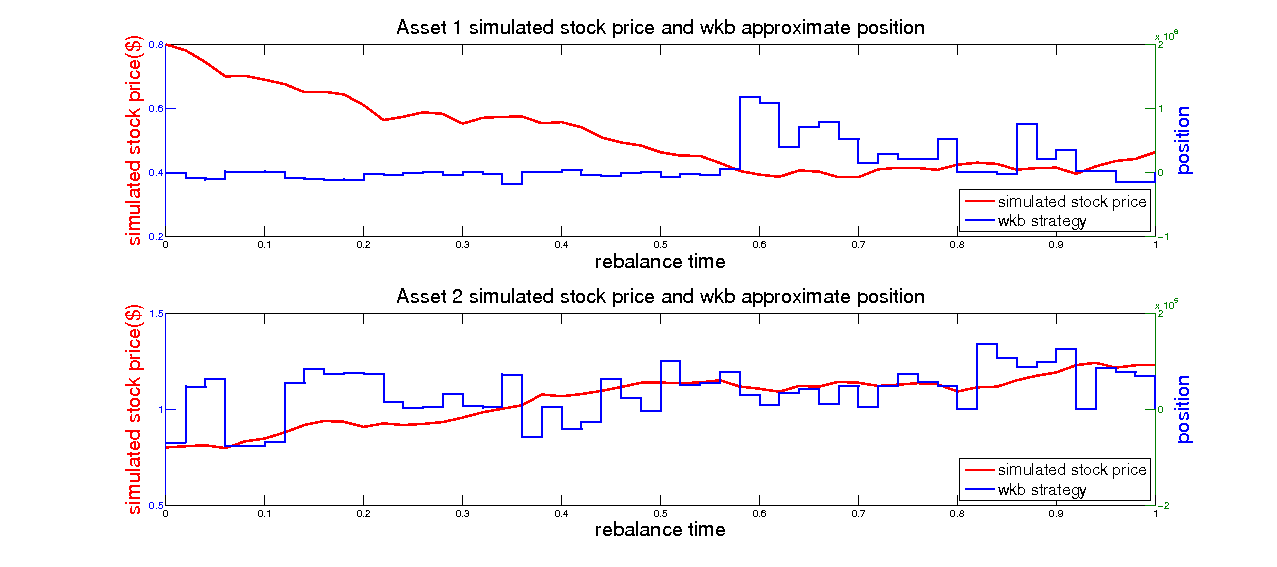 Asset 1 simulated stock price and wkb approximate position
simulated stock price($)
0.8
0.6
0.4
0.2
2
1
0
-1
position
simulated stock price
wkb strategy
0 0.1 0.2 0.3 0.4 0.5 0.6 0.7 0.8 0.9 1
rebalance time
Asset 2 simulated stock price and wkb approximate position
simulated stock price($)
1.5
1
0.5
2
0
-2
position
simulated stock price
wkb strategy
0 0.1 0.2 0.3 0.4 0.5 0.6 0.7 0.8 0.9 1
rebalance time